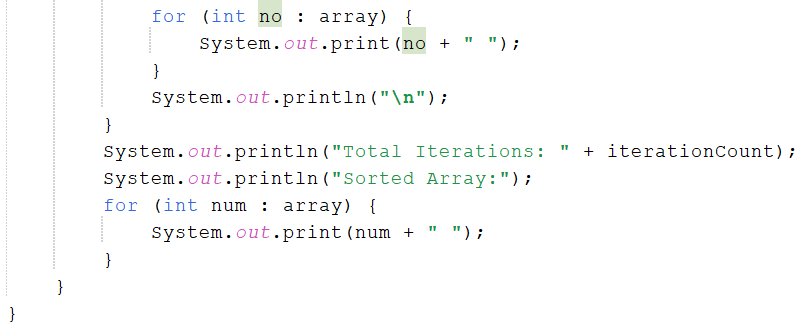 for (int no : array) {
System.out.print(no + " ");
}
System.out.println("\n");
}
System.out.println("Total Iterations: " + iterationCount);
System.out.println("Sorted Array:");
for (int num : array) {
System.out.print(num + " ");
}
}
}